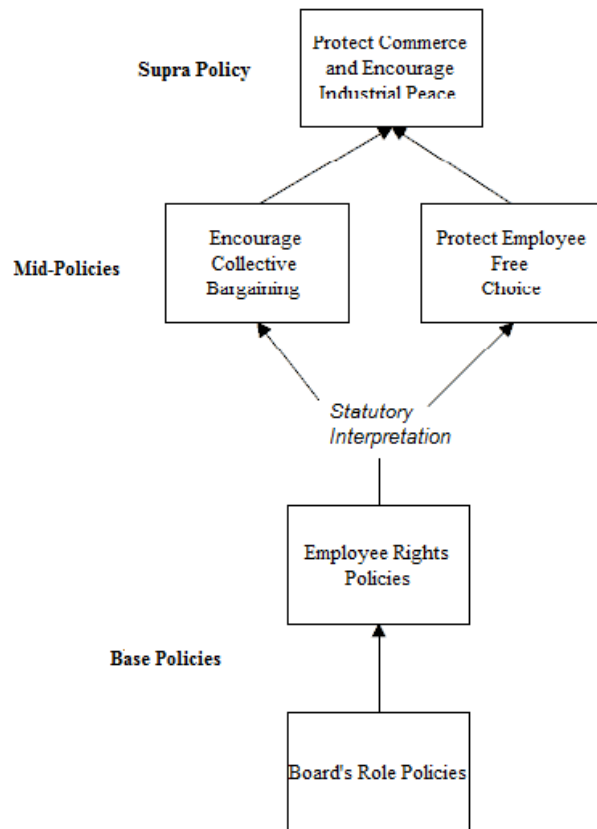 Protect Commerce
and Encourage
Industrial Peace
Supra Policy
Encourage
Collective
Bargaining
Protect Employee
Free
Choice
Mid-Policies
Statutory
Interpretation
Employee Rights
Policies
Base Policies
Board's Role Policies